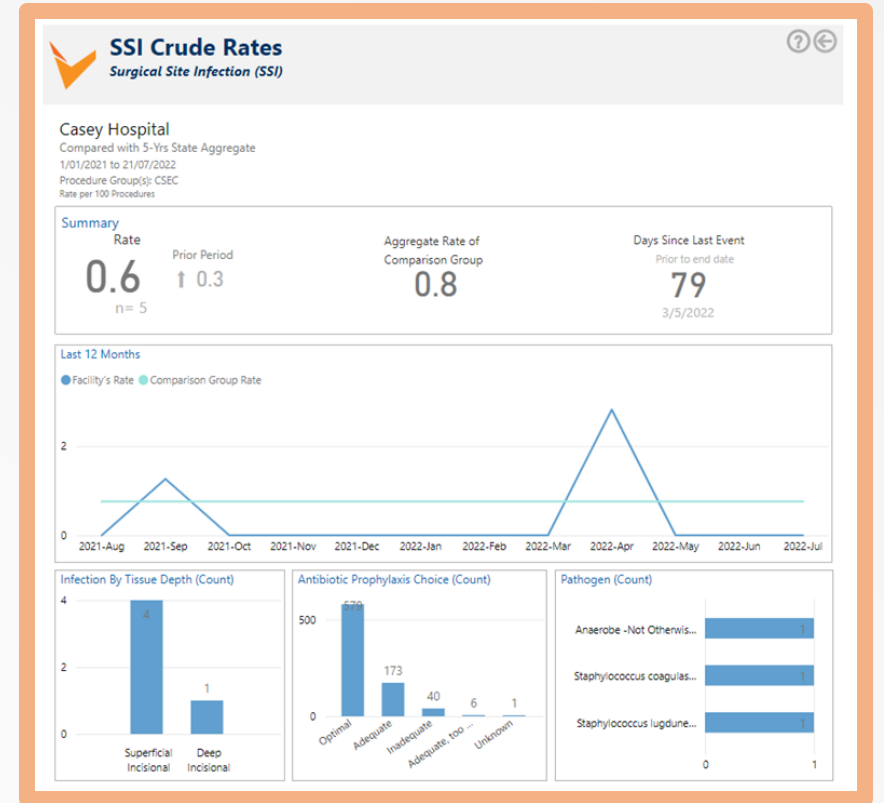 SSI Crude Rates
Surgical Site Infection (SSI)
?
Casey Hospital
Compared with 5-Yrs State Aggregate
1/01/2021 to 21/07/2022
Procedure Group(s): CSEC
Rate per 100 Procedures
Summary
Rate
0.6
n= 5
Prior Period
⬆ 0.3
Aggregate Rate of
Comparison Group
0.8
Days Since Last Event
Prior to end date
79
3/5/2022
Last 12 Months
Facility's Rate Comparison Group Rate
2
0
2021-Aug 2021-Sep 2021-Oct 2021-Nov 2021-Dec 2022-Jan 2022-Feb 2022-Mar 2022-Apr 2022-May 2022-Jun 2022-Jul
Infection By Tissue Depth (Count)
4
2
0
4
1
Superficial
Incisional
Deep
Incisional
Antibiotic Prophylaxis Choice (Count)
500
0
579
173
40
6
1
Optimal
Adequate
Inadequate
Adequate, too ...
Unknown
Pathogen (Count)
Anaerobe -Not Otherwis... 1
Staphylococcus coagulas... 1
Staphylococcus lugdune... 1
0 1